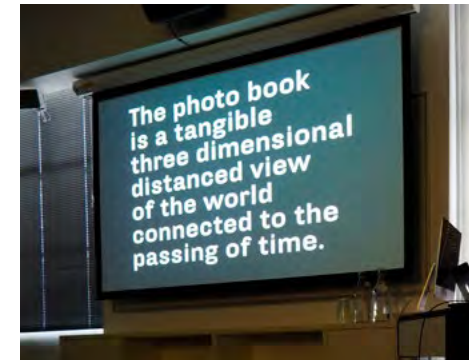 The photo book
is a tangible
three dimensional
distanced view
of the world
connected to the
passing of time.